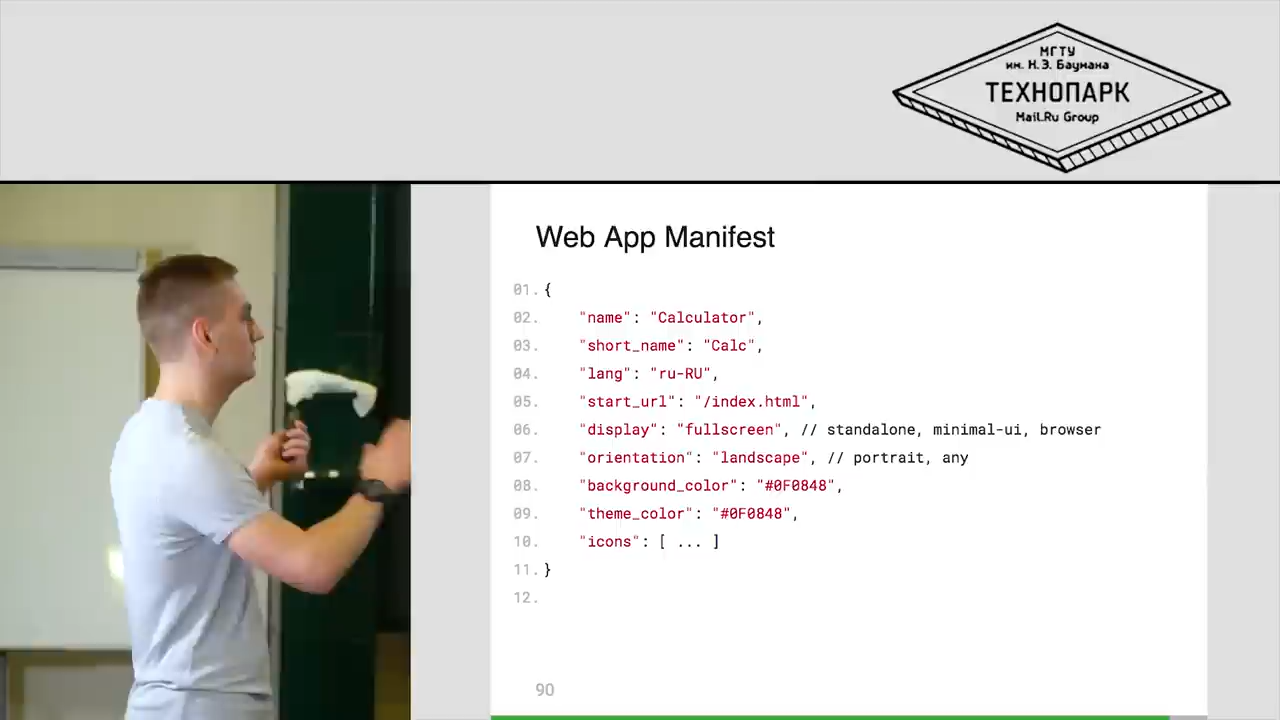 МГТУ
им. Н.Э. Баумана
ТЕХНОПАРК
Mail.Ru Group
Web App Manifest
01. {
02. "name": "Calculator",
03. "short_name": "Calc",
04. "lang": "ru-RU",
05. "start_url": "/index.html",
06. "display": "fullscreen", // standalone, minimal-ui, browser
07. "orientation": "landscape", // portrait, any
08. "background_color": "#0F0848",
09. "theme_color": "#0F0848",
10. "icons": [ ... ]
11. }
12.
90